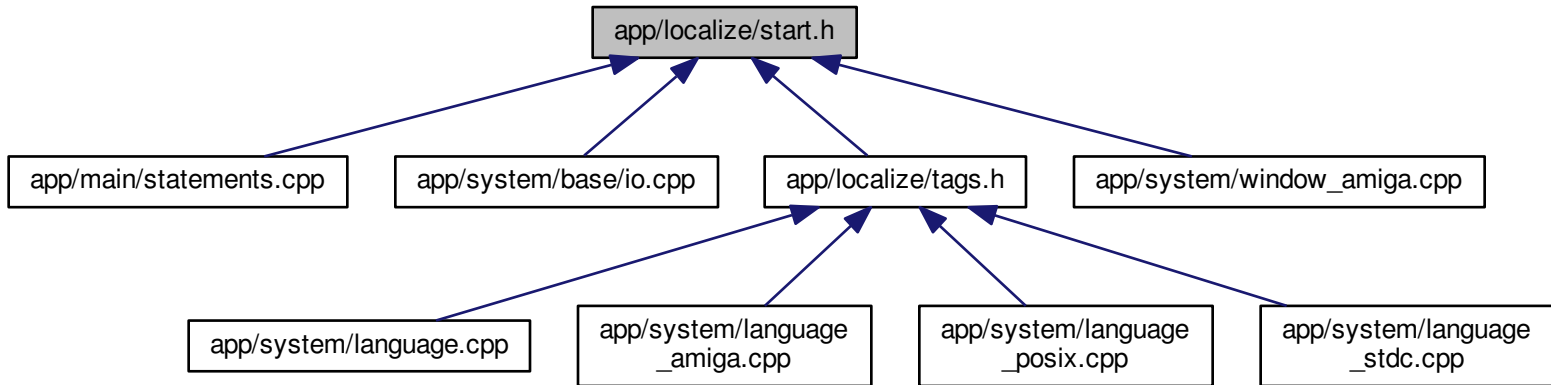 app/localize/start.h
app/main/statements.cpp
app/system/base/io.cpp
app/localize/tags.h
app/system/window_amiga.cpp
app/system/language.cpp
app/system/language
_amiga.cpp
app/system/language
_posix.cpp
app/system/language
_stdc.cpp